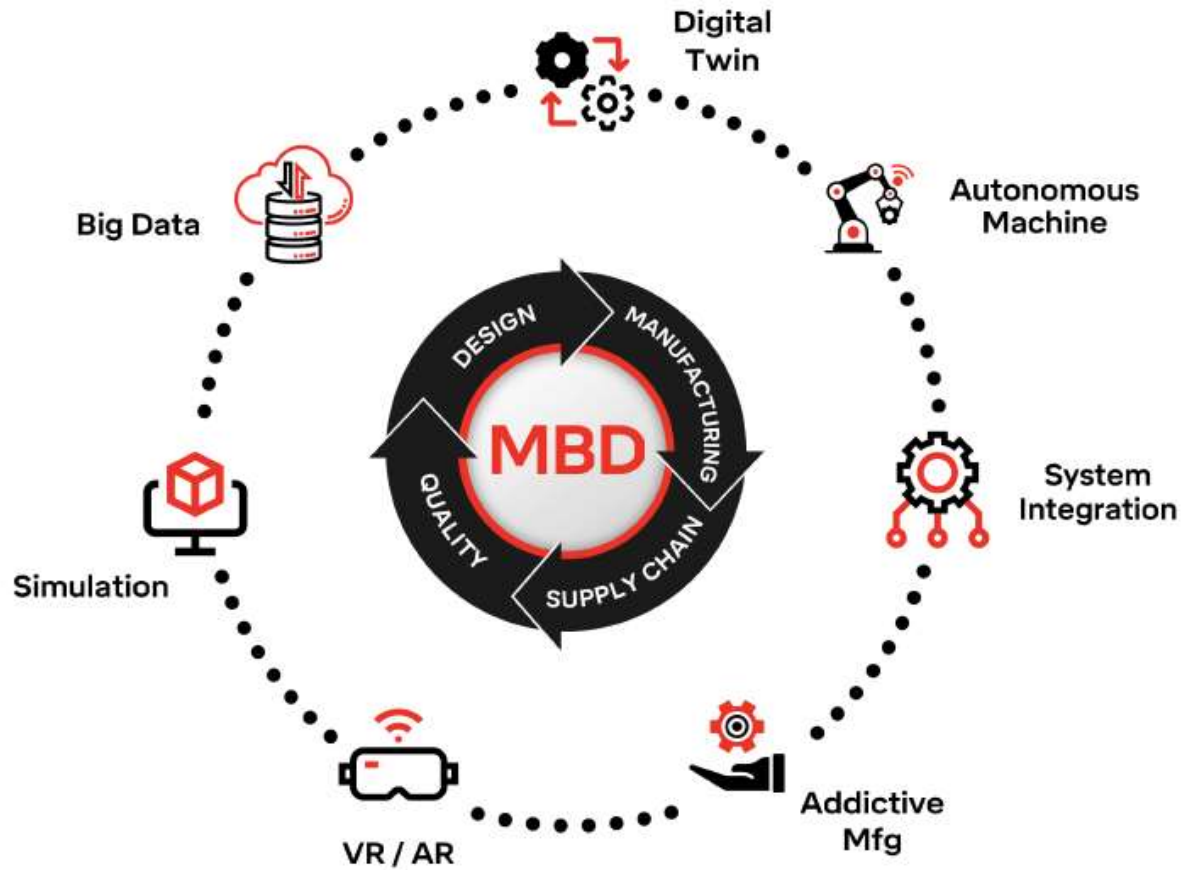 Digital
Twin
Autonomous
Machine
Big Data
DESIGN
MANUFACTURING
MBD
QUALITY
SUPPLY CHAIN
System
Integration
Simulation
Addictive
Mfg
VR / AR